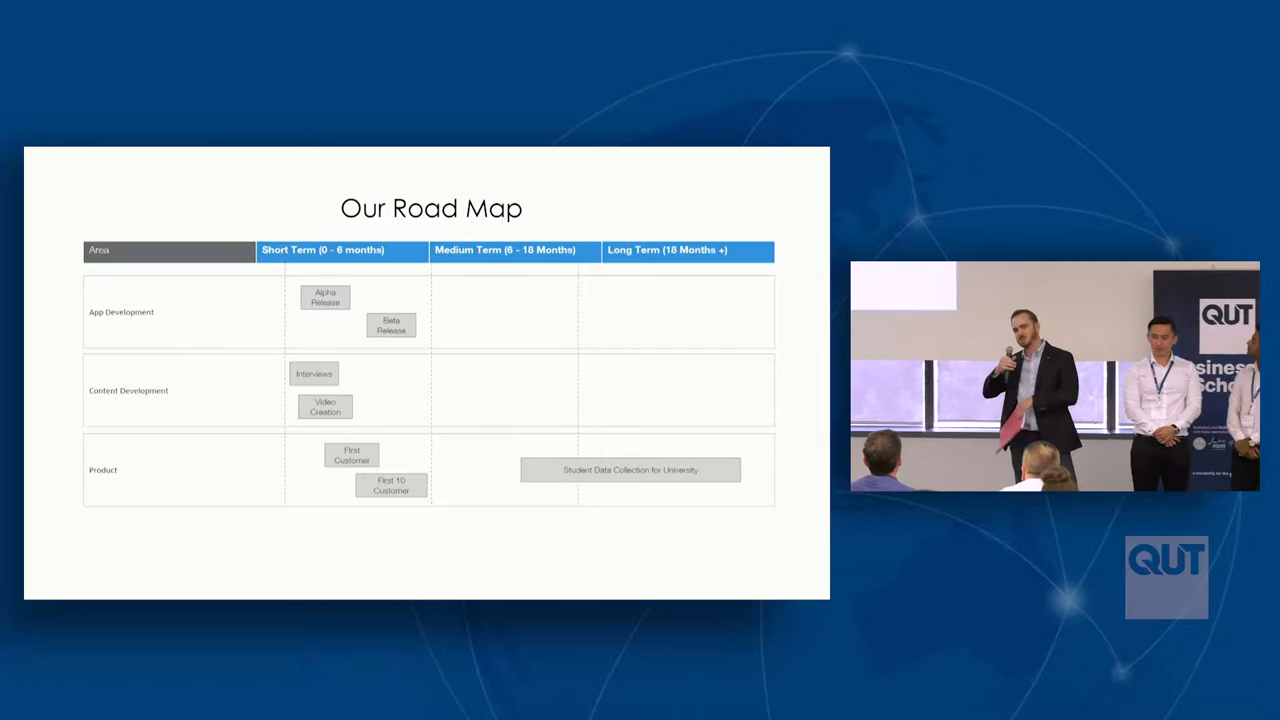 Our Road Map
Area
Short Term (0 - 6 months)
Medium Term (6 - 18 Months)
Long Term (18 Months +)
App Development
Alpha
Release
Beta
Release
Content Development
Interviews
Video
Creation
Product
First
Customer
First 10
Customer
Student Data Collection for University
QUT
QUT